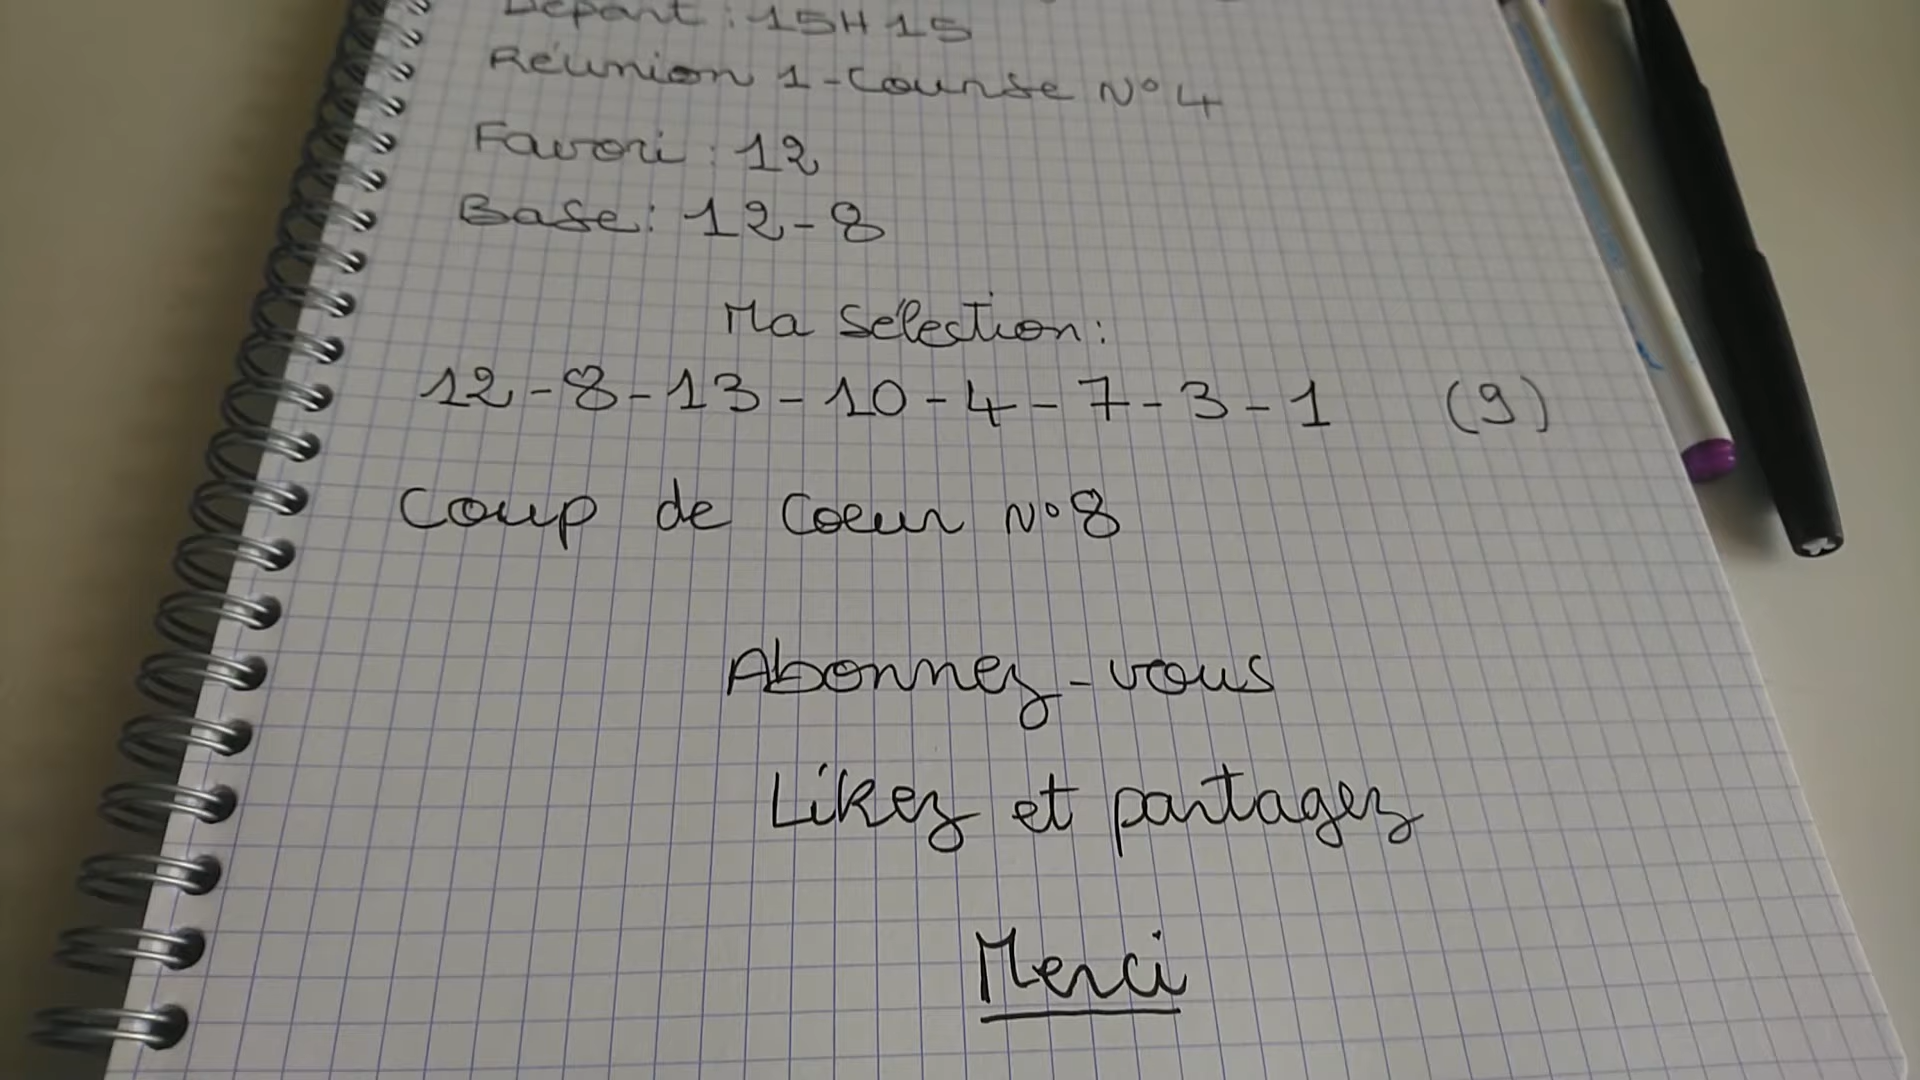 Départ : 15H15
Réunion 1 - Course N° 4
Favori : 12
Base : 12 - 8
Ma sélection :
12 - 8 - 13 - 10 - 4 - 7 - 3 - 1 (9)
Coup de coeur N° 8
Abonnez-vous
Likez et partagez
Merci